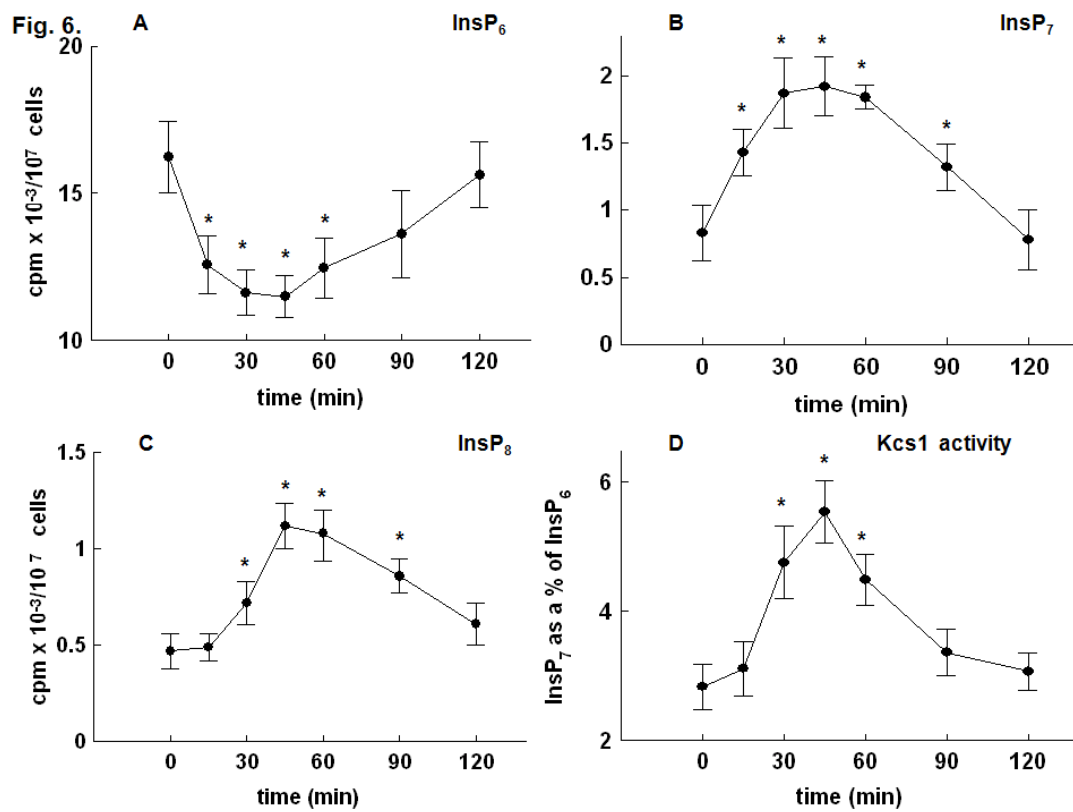 Fig. 6.
A
InsP₆
cpm x 10⁻³/10⁷ cells
20
15
10
* * * *
0 30 60 90 120
time (min)
B
InsP₇
2
1.5
1
0.5
0
* * * * *
0 30 60 90 120
time (min)
C
InsP₈
cpm x 10⁻³/10⁷ cells
1.5
1
0.5
0
* * * *
0 30 60 90 120
time (min)
D
Kcs1 activity
InsP₇ as a % of InsP₆
6
4
2
* * *
0 30 60 90 120
time (min)